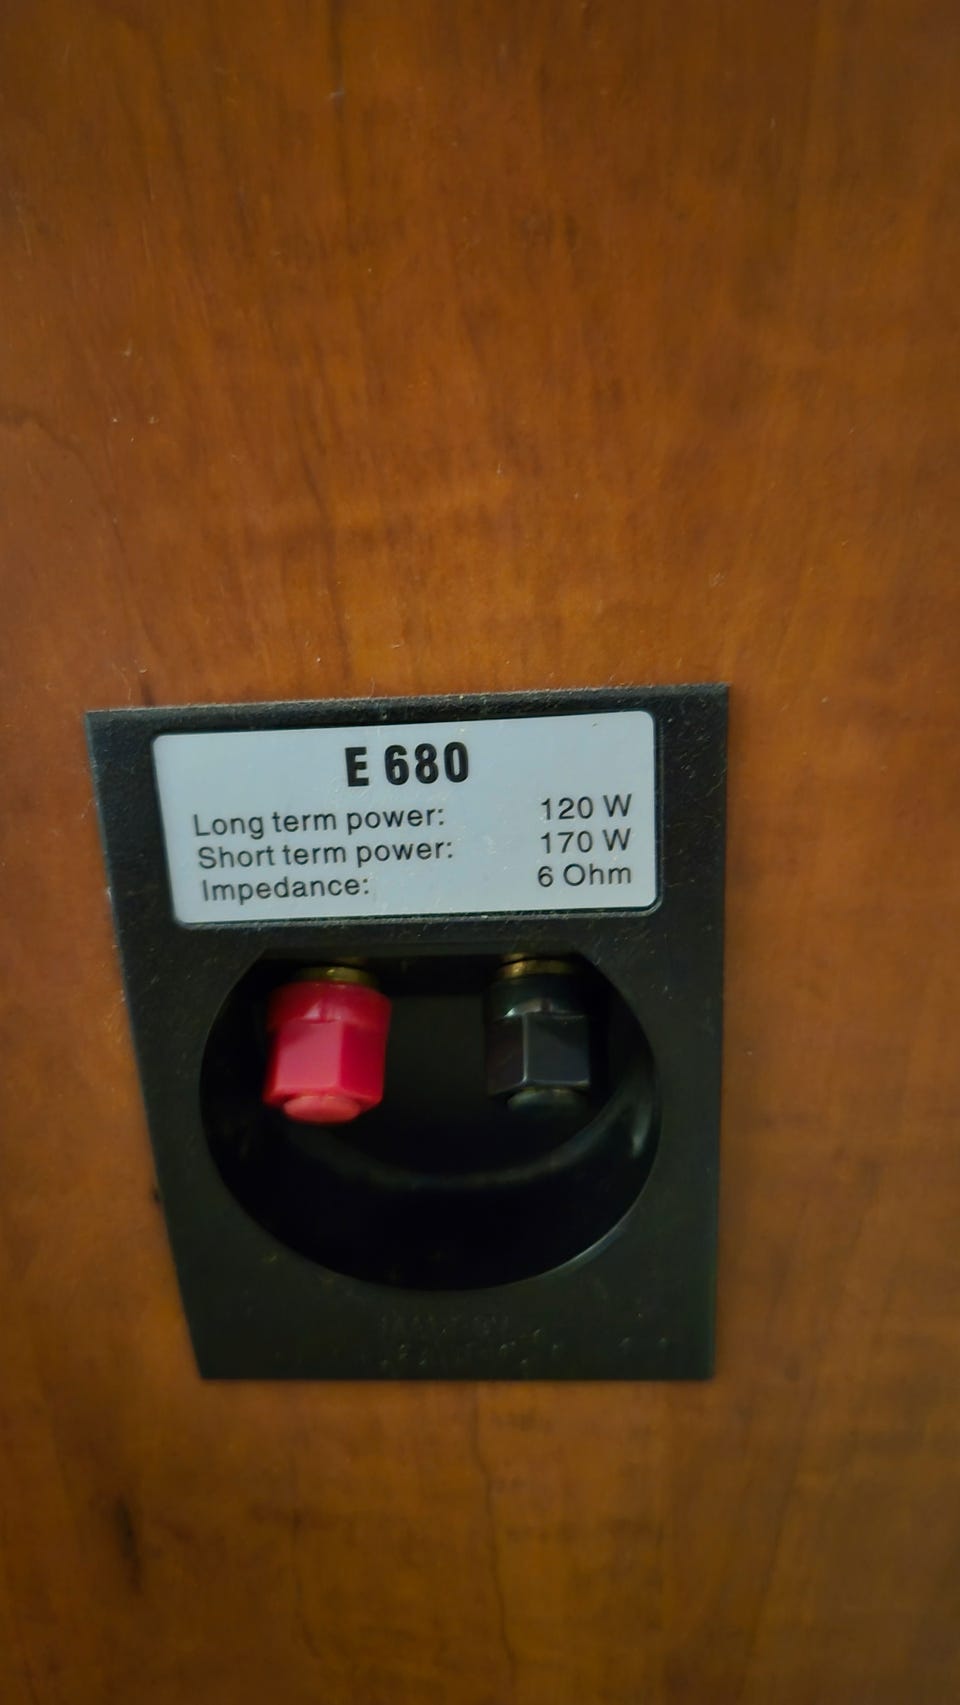 E 680
Long term power: 120 W
Short term power: 170 W
Impedance: 6 Ohm